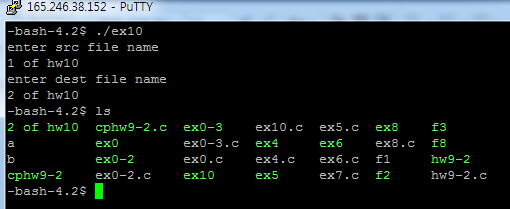 165.246.38.152 - PuTTY
-bash-4.2$ ./ex10
enter src file name
1 of hw10
enter dest file name
2 of hw10
-bash-4.2$ ls
2 of hw10 cphw9-2.c ex0-3 ex10.c ex5.c ex8 f3
a ex0 ex0-3.c ex4 ex6 ex8.c f8
b ex0-2 ex0.c ex4.c ex6.c f1 hw9-2
cphw9-2 ex0-2.c ex10 ex5 ex7.c f2 hw9-2.c
-bash-4.2$